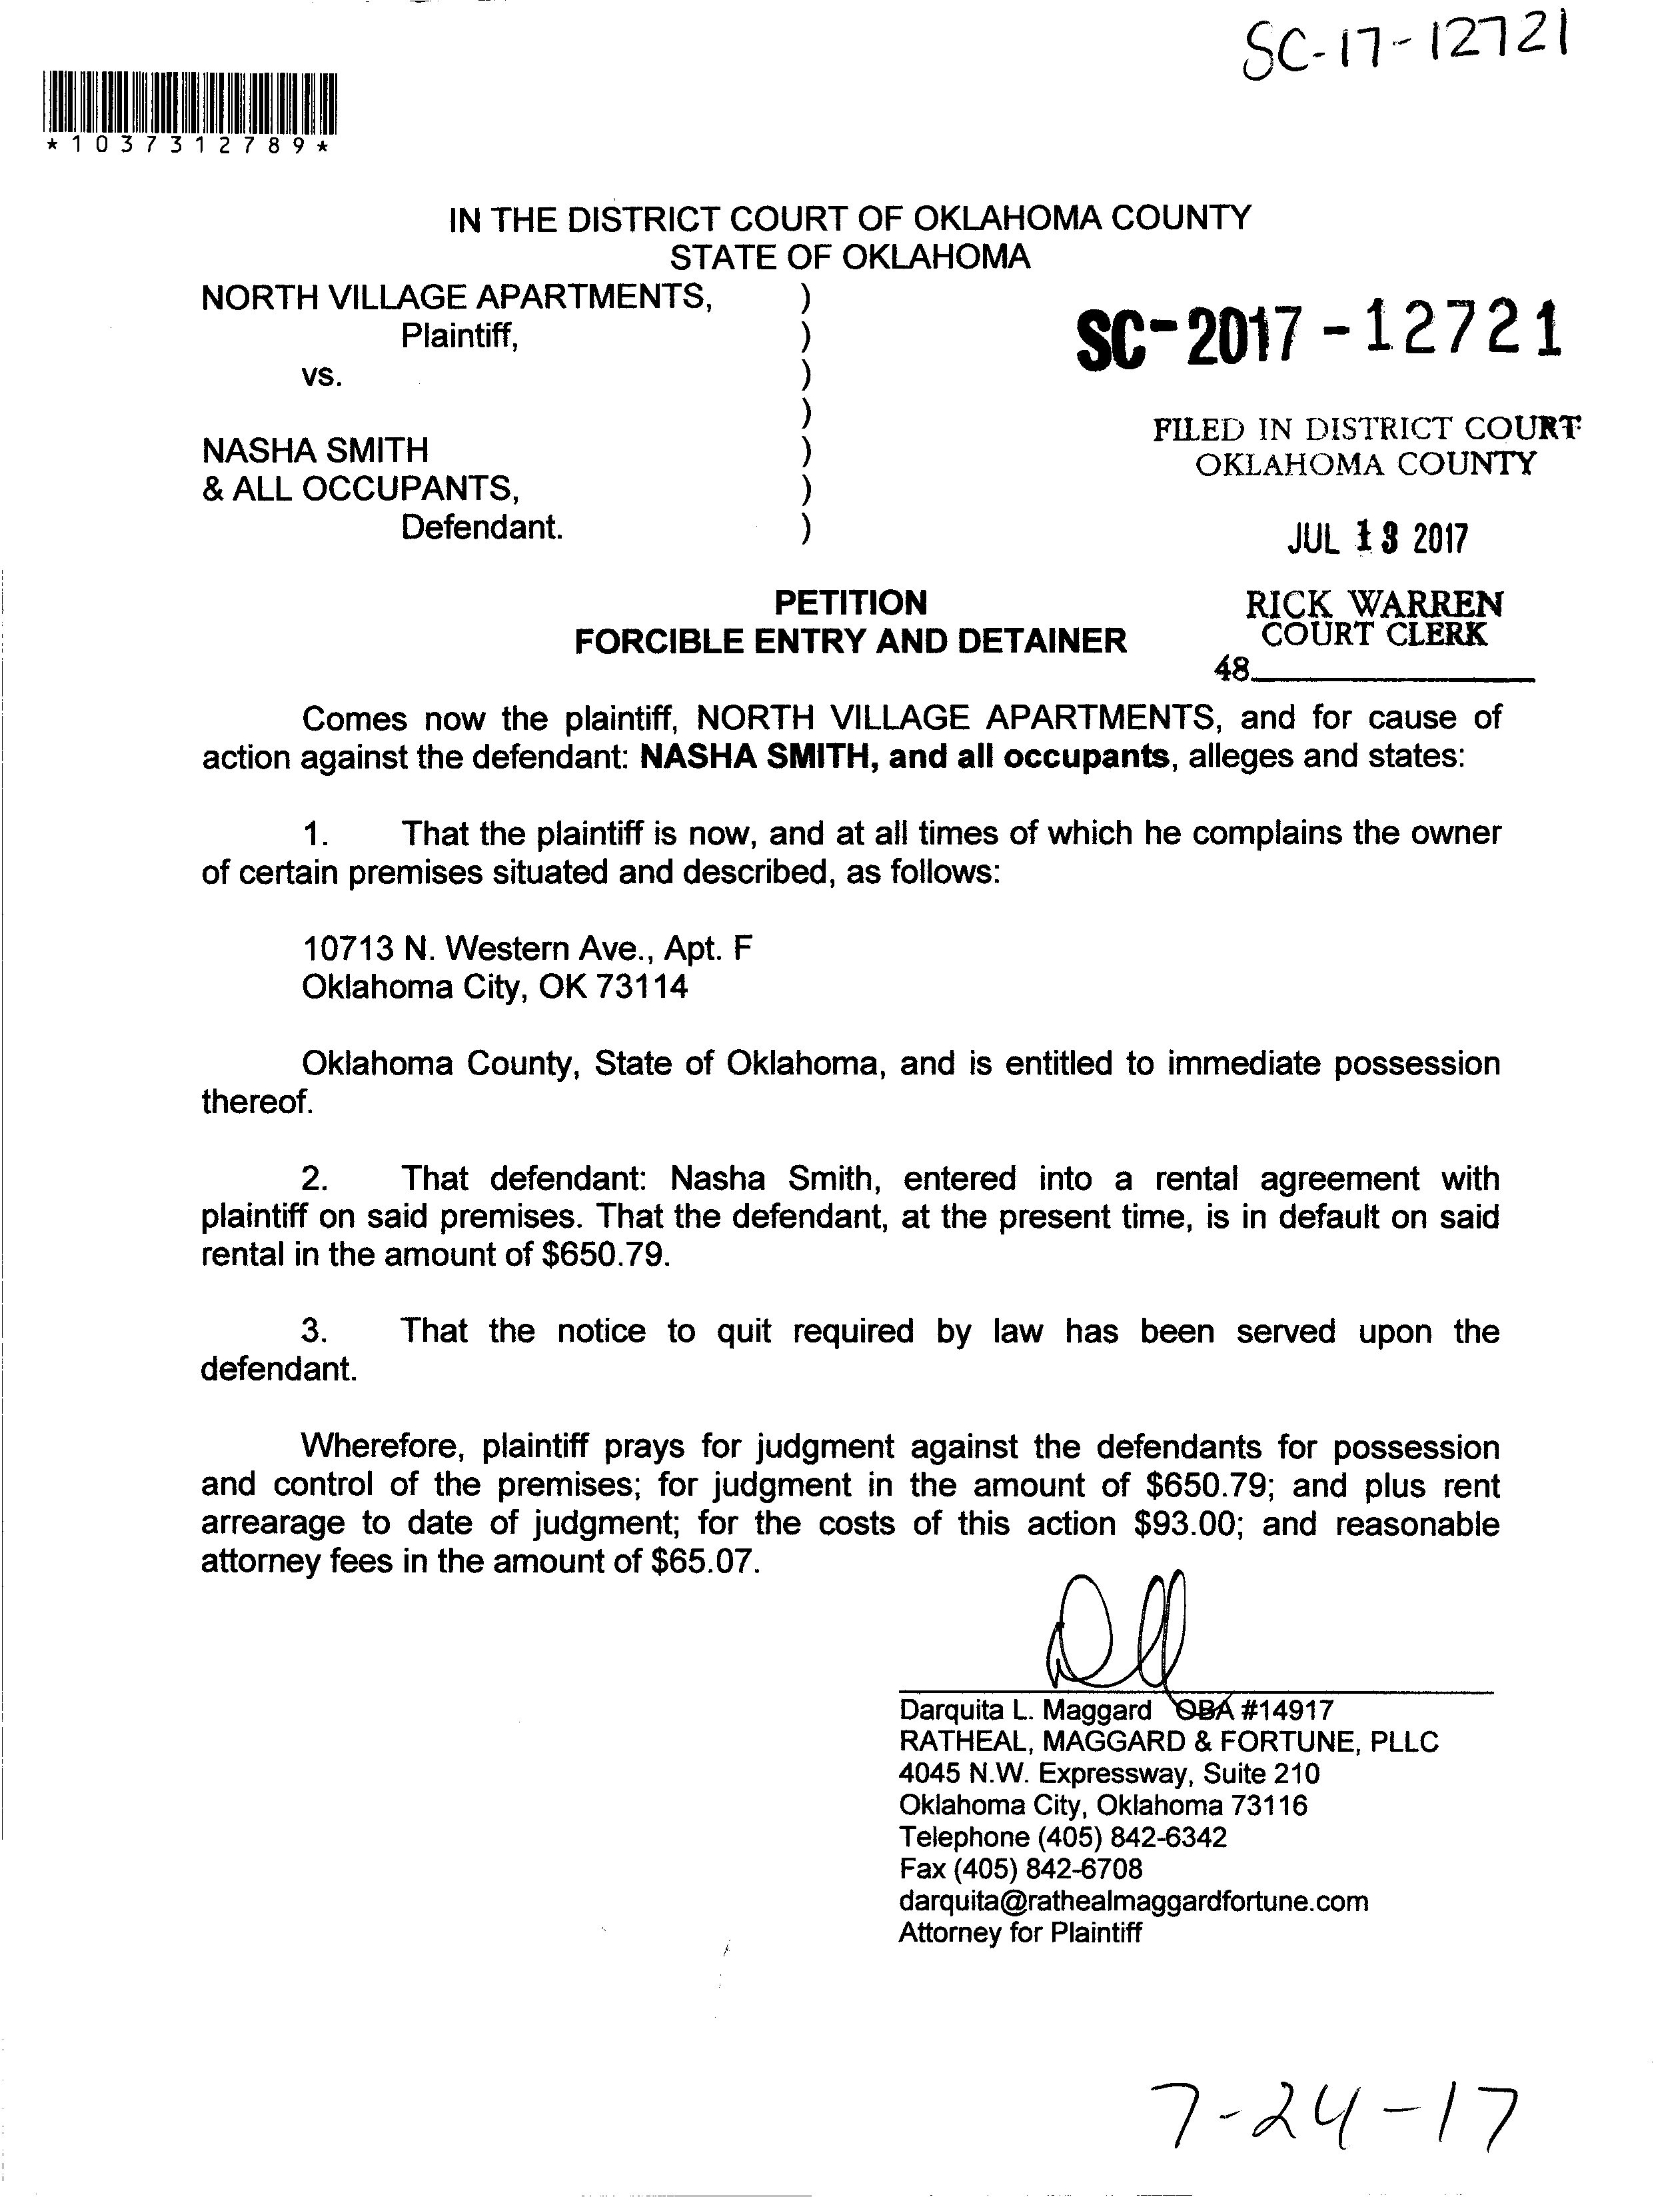 SC-17-12721
*1037312789*
IN THE DISTRICT COURT OF OKLAHOMA COUNTY
STATE OF OKLAHOMA
NORTH VILLAGE APARTMENTS, )
Plaintiff, )
vs. )
)
NASHA SMITH )
& ALL OCCUPANTS, )
Defendant. )
SC-2017-12721
FILED IN DISTRICT COURT
OKLAHOMA COUNTY
JUL 13 2017
RICK WARREN
COURT CLERK
48
PETITION
FORCIBLE ENTRY AND DETAINER
Comes now the plaintiff, NORTH VILLAGE APARTMENTS, and for cause of
action against the defendant: NASHA SMITH, and all occupants, alleges and states:
1. That the plaintiff is now, and at all times of which he complains the owner
of certain premises situated and described, as follows:
10713 N. Western Ave., Apt. F
Oklahoma City, OK 73114
Oklahoma County, State of Oklahoma, and is entitled to immediate possession
thereof.
2. That defendant: Nasha Smith, entered into a rental agreement with
plaintiff on said premises. That the defendant, at the present time, is in default on said
rental in the amount of $650.79.
3. That the notice to quit required by law has been served upon the
defendant.
Wherefore, plaintiff prays for judgment against the defendants for possession
and control of the premises; for judgment in the amount of $650.79; and plus rent
arrearage to date of judgment; for the costs of this action $93.00; and reasonable
attorney fees in the amount of $65.07.
Darquita L. Maggard OBA #14917
RATHEAL, MAGGARD & FORTUNE, PLLC
4045 N.W. Expressway, Suite 210
Oklahoma City, Oklahoma 73116
Telephone (405) 842-6342
Fax (405) 842-6708
darquita@rathealmaggardfortune.com
Attorney for Plaintiff
7-24-17